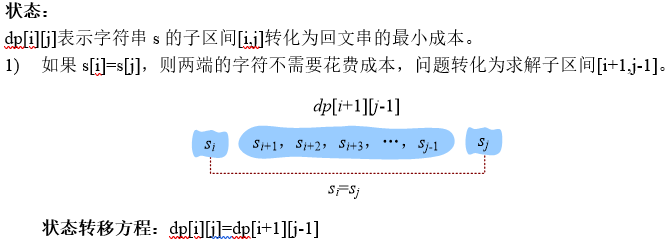 状态：
dp[i][j]表示字符串 s 的子区间[i,j]转化为回文串的最小成本。
1) 如果 s[i]=s[j]，则两端的字符不需要花费成本，问题转化为求解子区间[i+1,j-1]。
dp[i+1][j-1]
si si+1，si+2，si+3，…，sj-1 sj
si=sj
状态转移方程：dp[i][j]=dp[i+1][j-1]